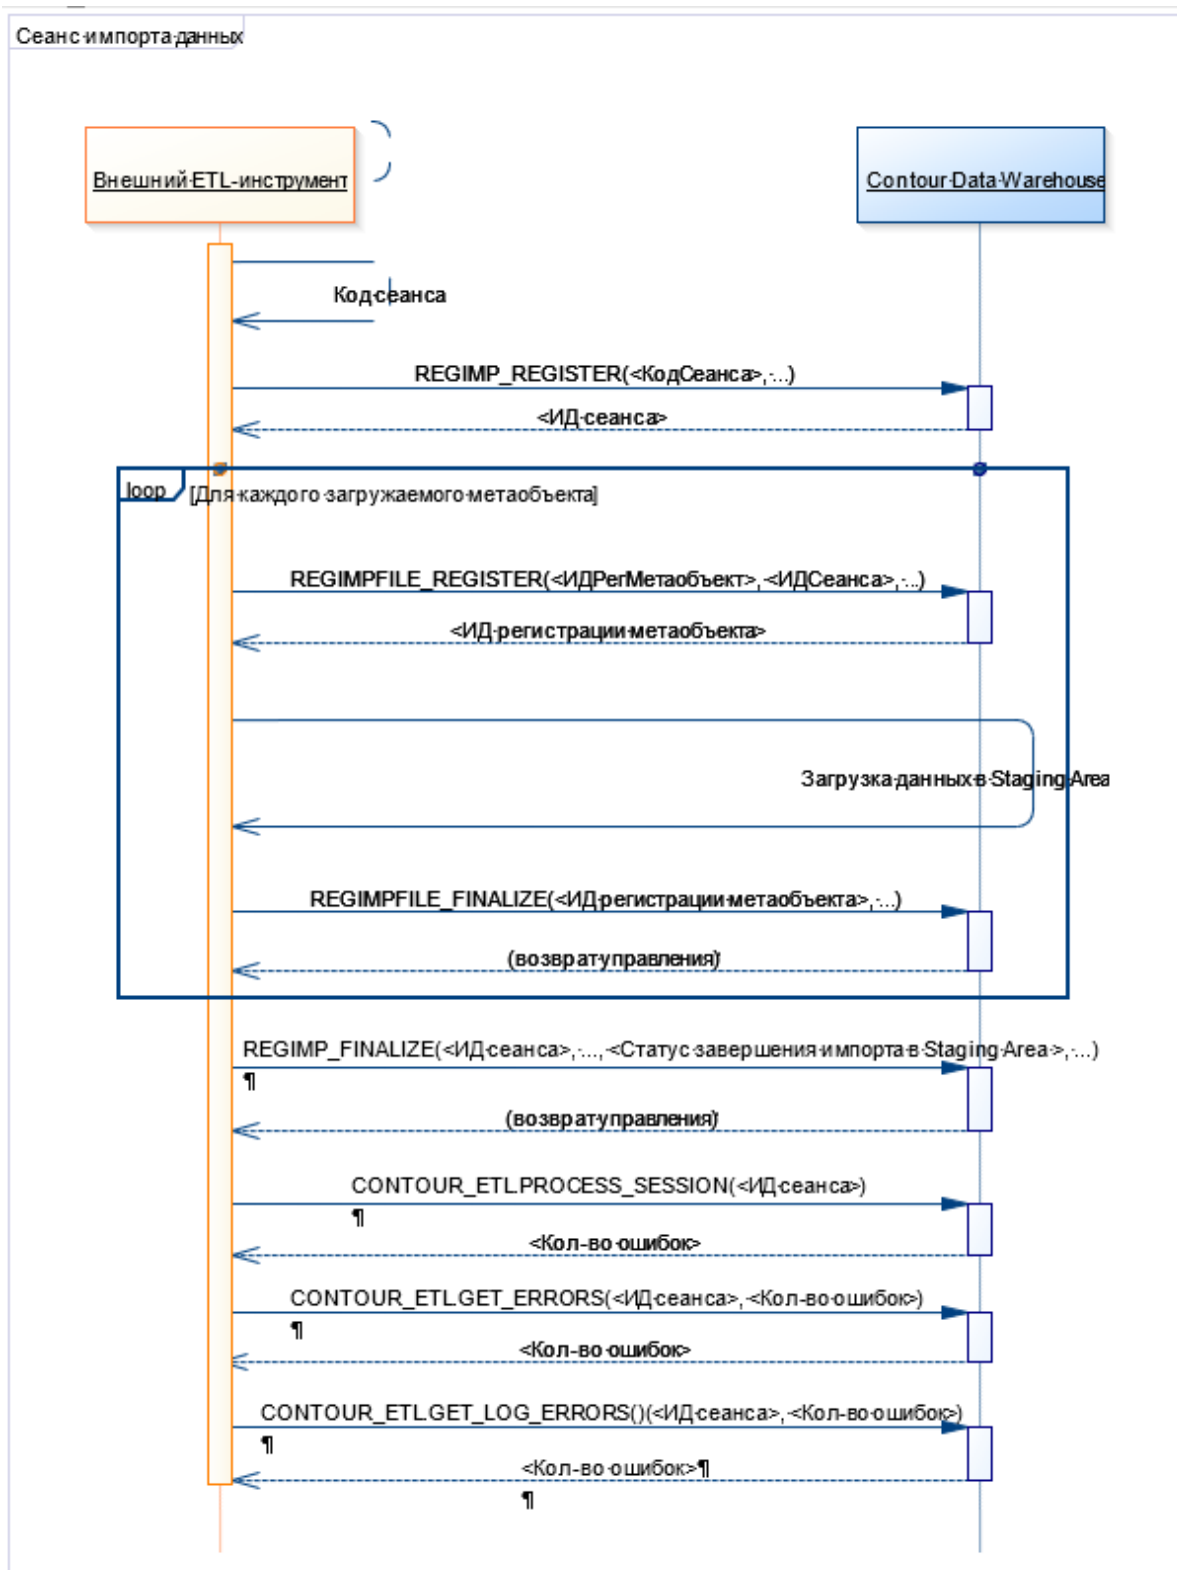 Сеанс импорта данных
Внешний ETL-инструмент
Contour Data Warehouse
Код сеанса
REGIMP_REGISTER(<КодСеанса>, ...)
<ИД сеанса>
loop
[Для каждого загружаемого метаобъекта]
REGIMPFILE_REGISTER(<ИДРегМетаобъект>, <ИДСеанса>, ...)
<ИД регистрации метаобъекта>
Загрузка данных в Staging Area
REGIMPFILE_FINALIZE(<ИД регистрации метаобъекта>, ...)
(возврат управления)
REGIMP_FINALIZE(<ИД сеанса>, ..., <Статус завершения импорта в Staging Area >, ...)
¶
(возврат управления)
CONTOUR_ETL.PROCESS_SESSION(<ИД сеанса>)
¶
<Кол-во ошибок>
CONTOUR_ETL.GET_ERRORS(<ИД сеанса>, <Кол-во ошибок>)
¶
<Кол-во ошибок>
CONTOUR_ETL.GET_LOG_ERRORS()(<ИД сеанса>, <Кол-во ошибок>)
¶
<Кол-во ошибок>¶
¶